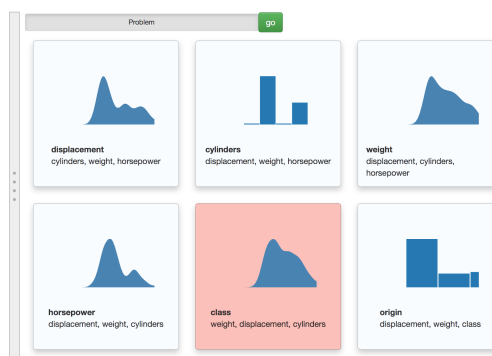 Problem
go
displacement
cylinders, weight, horsepower
cylinders
displacement, weight, horsepower
weight
displacement, cylinders,
horsepower
horsepower
displacement, weight, cylinders
class
weight, displacement, cylinders
origin
displacement, weight, class